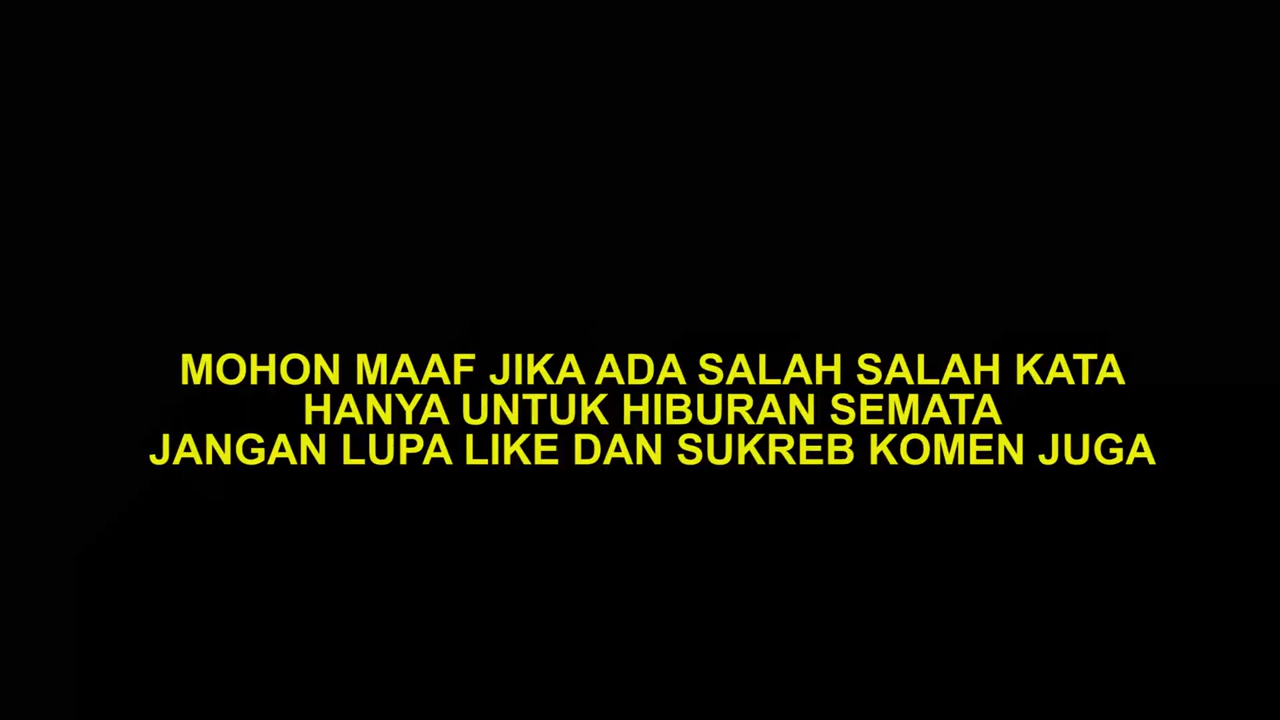 MOHON MAAF JIKA ADA SALAH SALAH KATA
HANYA UNTUK HIBURAN SEMATA
JANGAN LUPA LIKE DAN SUKREB KOMEN JUGA